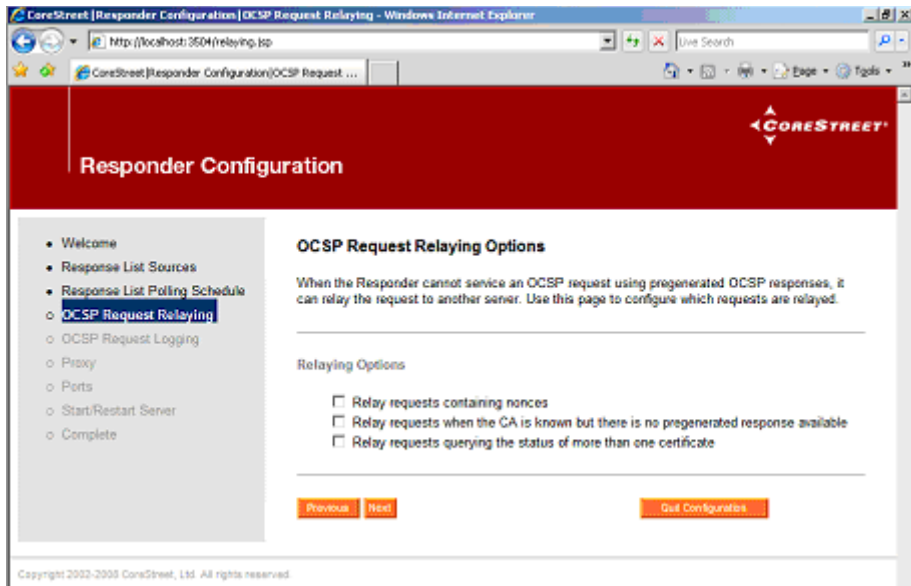 CoreStreet |Responder Configuration|OCSP Request Relaying - Windows Internet Explorer
http://localhost:3504/relaying.jsp
Live Search
CoreStreet|Responder Configuration|OCSP Request ...
Page
Tools
CORESTREET
Responder Configuration
Welcome
Response List Sources
Response List Polling Schedule
OCSP Request Relaying
OCSP Request Logging
Proxy
Ports
Start/Restart Server
Complete
OCSP Request Relaying Options
When the Responder cannot service an OCSP request using pregenerated OCSP responses, it
can relay the request to another server. Use this page to configure which requests are relayed.
Relaying Options
Relay requests containing nonces
Relay requests when the CA is known but there is no pregenerated response available
Relay requests querying the status of more than one certificate
Previous
Next
Quit Configuration
Copyright 2002-2008 CoreStreet, Ltd. All rights reserved.